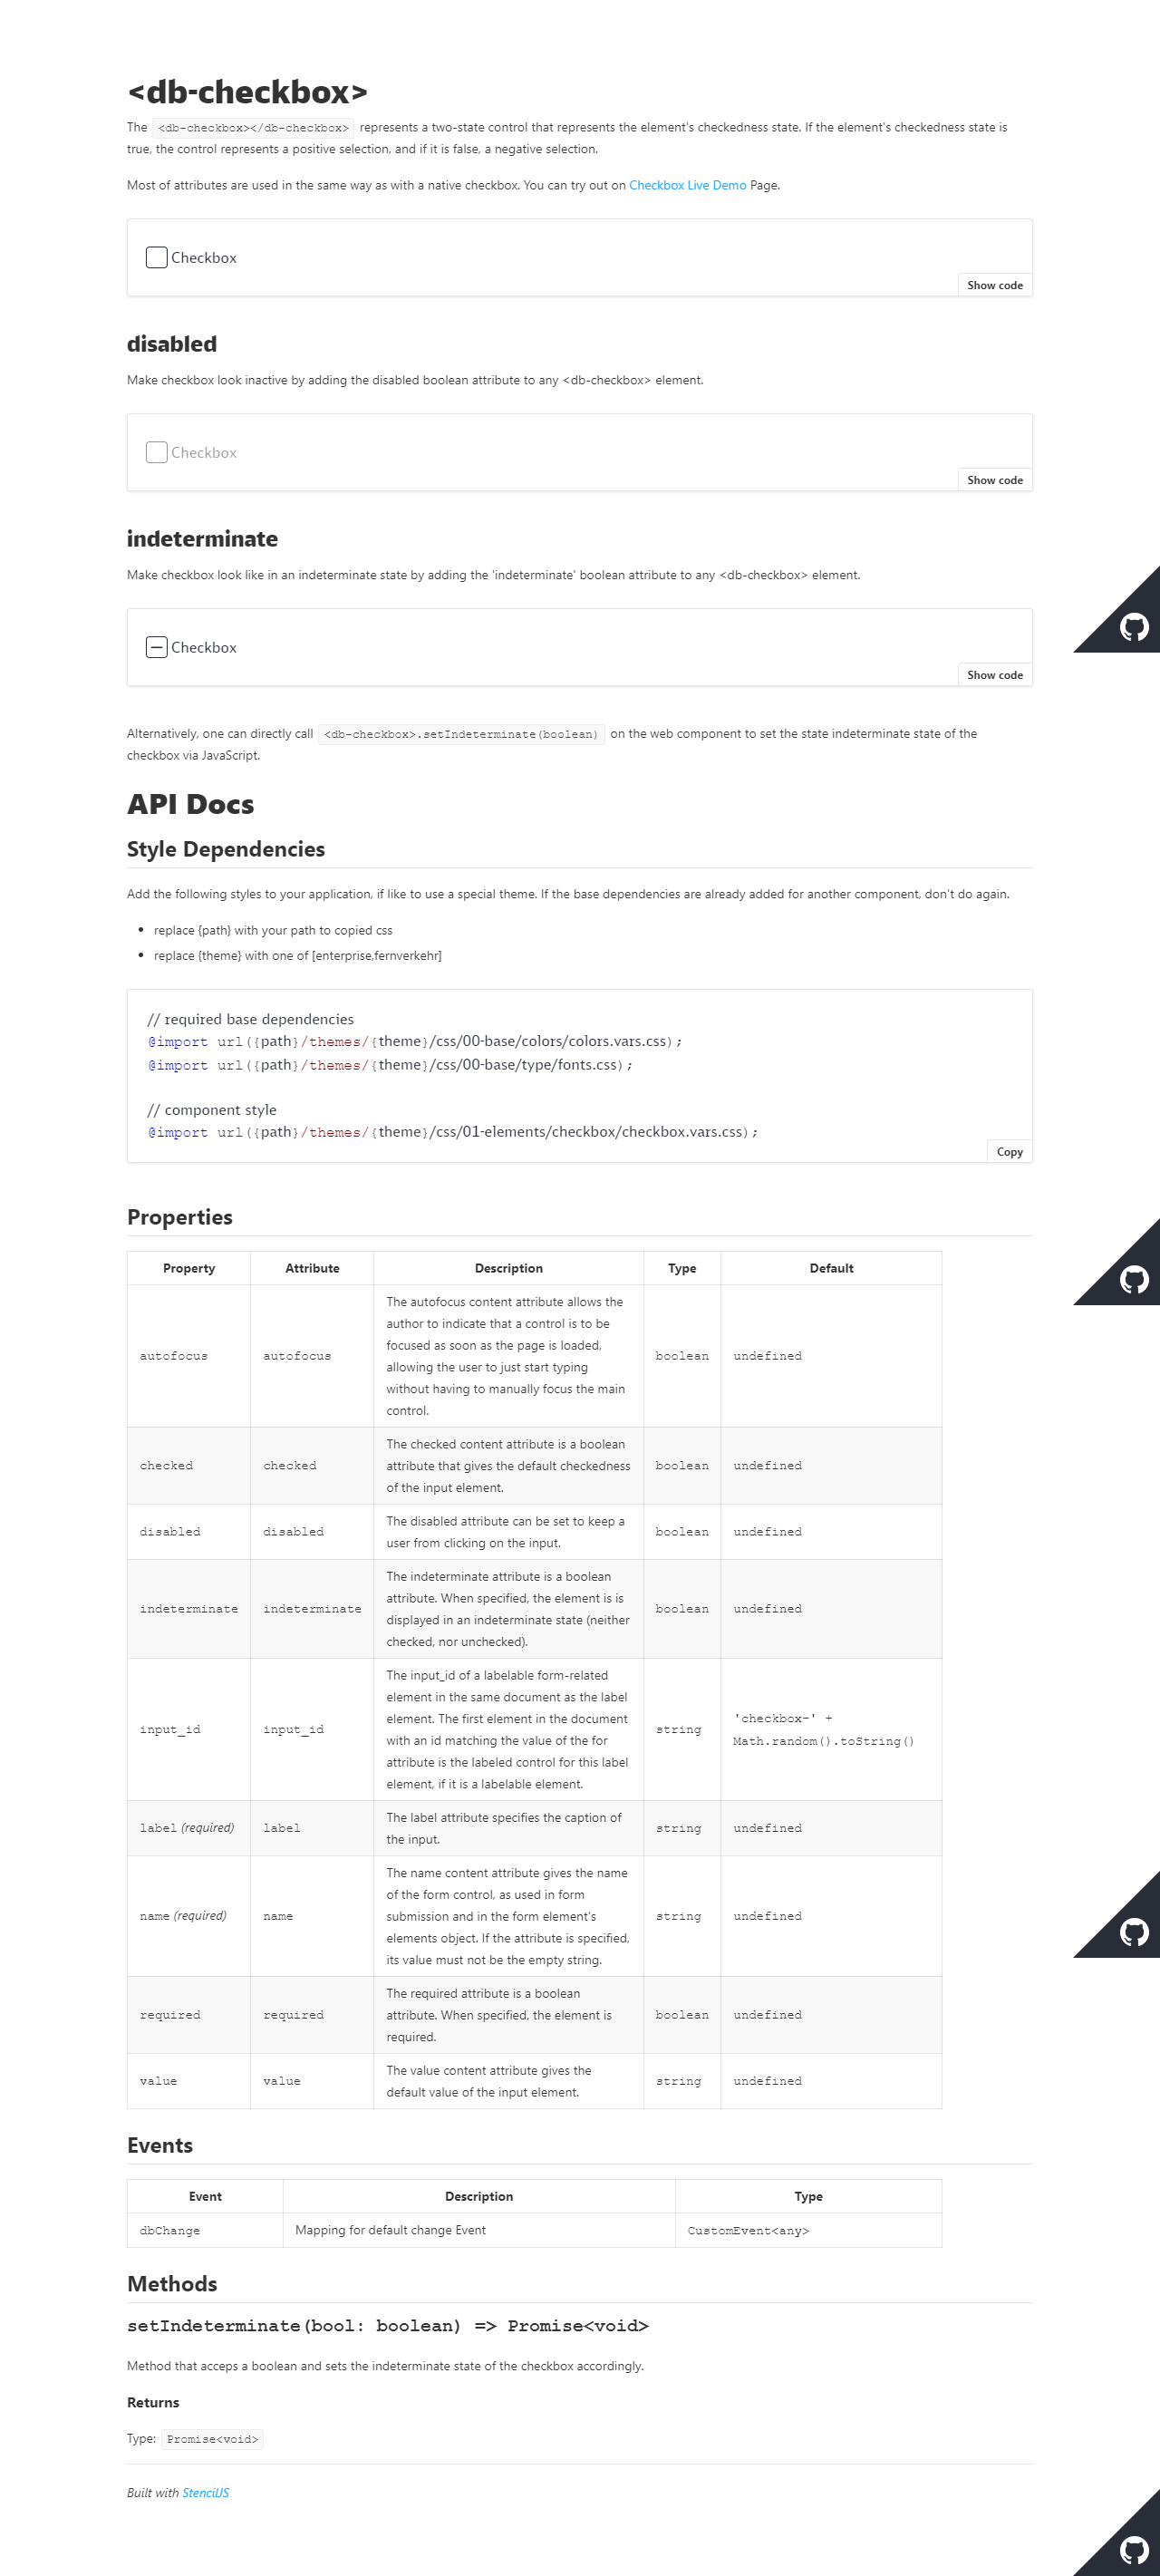 <db-checkbox>
The <db-checkbox></db-checkbox> represents a two-state control that represents the element's checkedness state. If the element's checkedness state is
true, the control represents a positive selection, and if it is false, a negative selection.
Most of attributes are used in the same way as with a native checkbox. You can try out on Checkbox Live Demo Page.
Checkbox
Show code
disabled
Make checkbox look inactive by adding the disabled boolean attribute to any <db-checkbox> element.
Checkbox
Show code
indeterminate
Make checkbox look like in an indeterminate state by adding the 'indeterminate' boolean attribute to any <db-checkbox> element.
Checkbox
Show code
Alternatively, one can directly call <db-checkbox>.setIndeterminate(boolean) on the web component to set the state indeterminate state of the
checkbox via JavaScript.
API Docs
Style Dependencies
Add the following styles to your application, if like to use a special theme. If the base dependencies are already added for another component, don't do again.
• replace {path} with your path to copied css
• replace {theme} with one of [enterprise,fernverkehr]
// required base dependencies
@import url({path}/themes/{theme}/css/00-base/colors/colors.vars.css);
@import url({path}/themes/{theme}/css/00-base/type/fonts.css);
// component style
@import url({path}/themes/{theme}/css/01-elements/checkbox/checkbox.vars.css);
Copy
Properties
Property Attribute Description Type Default
autofocus autofocus The autofocus content attribute allows the
author to indicate that a control is to be
focused as soon as the page is loaded,
allowing the user to just start typing
without having to manually focus the main
control. boolean undefined
checked checked The checked content attribute is a boolean
attribute that gives the default checkedness
of the input element. boolean undefined
disabled disabled The disabled attribute can be set to keep a
user from clicking on the input. boolean undefined
indeterminate indeterminate The indeterminate attribute is a boolean
attribute. When specified, the element is is
displayed in an indeterminate state (neither
checked, nor unchecked). boolean undefined
input_id input_id The input_id of a labelable form-related
element in the same document as the label
element. The first element in the document
with an id matching the value of the for
attribute is the labeled control for this label
element, if it is a labelable element. string 'checkbox-' +
Math.random().toString()
label (required) label The label attribute specifies the caption of
the input. string undefined
name (required) name The name content attribute gives the name
of the form control, as used in form
submission and in the form element's
elements object. If the attribute is specified,
its value must not be the empty string. string undefined
required required The required attribute is a boolean
attribute. When specified, the element is
required. boolean undefined
value value The value content attribute gives the
default value of the input element. string undefined
Events
Event Description Type
dbChange Mapping for default change Event CustomEvent<any>
Methods
setIndeterminate(bool: boolean) => Promise<void>
Method that acceps a boolean and sets the indeterminate state of the checkbox accordingly.
Returns
Type: Promise<void>
Built with StencilJS